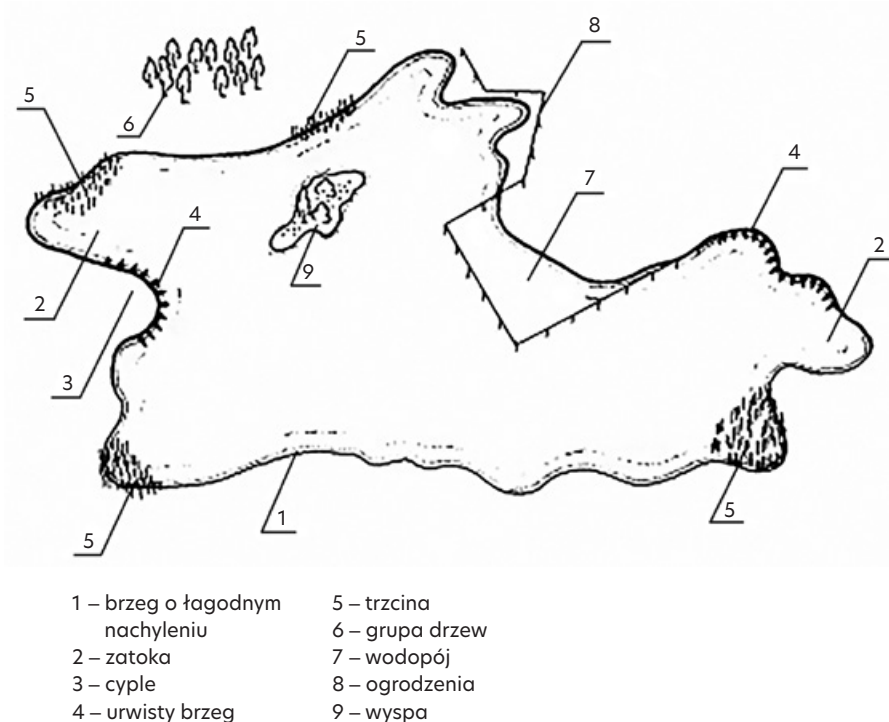 5
8
5
6
4
7
4
2
9
2
3
1
5
5
1 – brzeg o łagodnym
nachyleniu
2 – zatoka
3 – cyple
4 – urwisty brzeg
5 – trzcina
6 – grupa drzew
7 – wodopój
8 – ogrodzenia
9 – wyspa